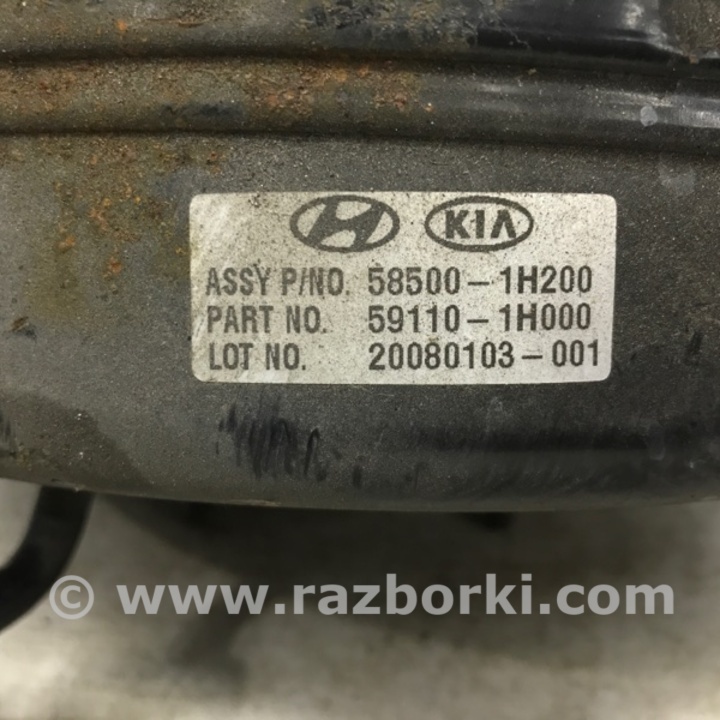 KIA
ASSY P/NO. 58500-1H200
PART NO. 59110-1H000
LOT NO. 20080103-001
© www.razborki.com